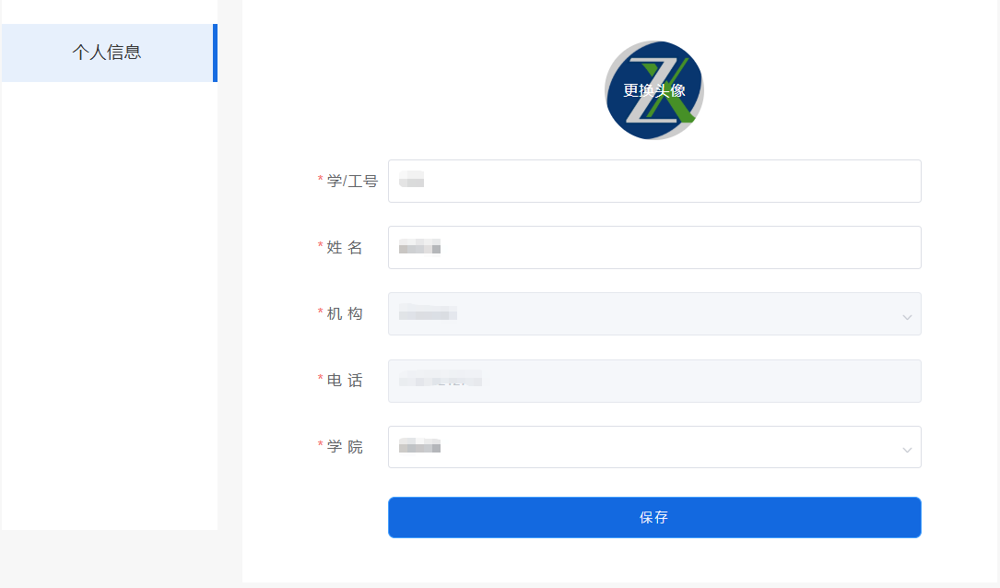 个人信息
更换头像
* 学/工号
* 姓 名
* 机 构
* 电 话
* 学 院
保存